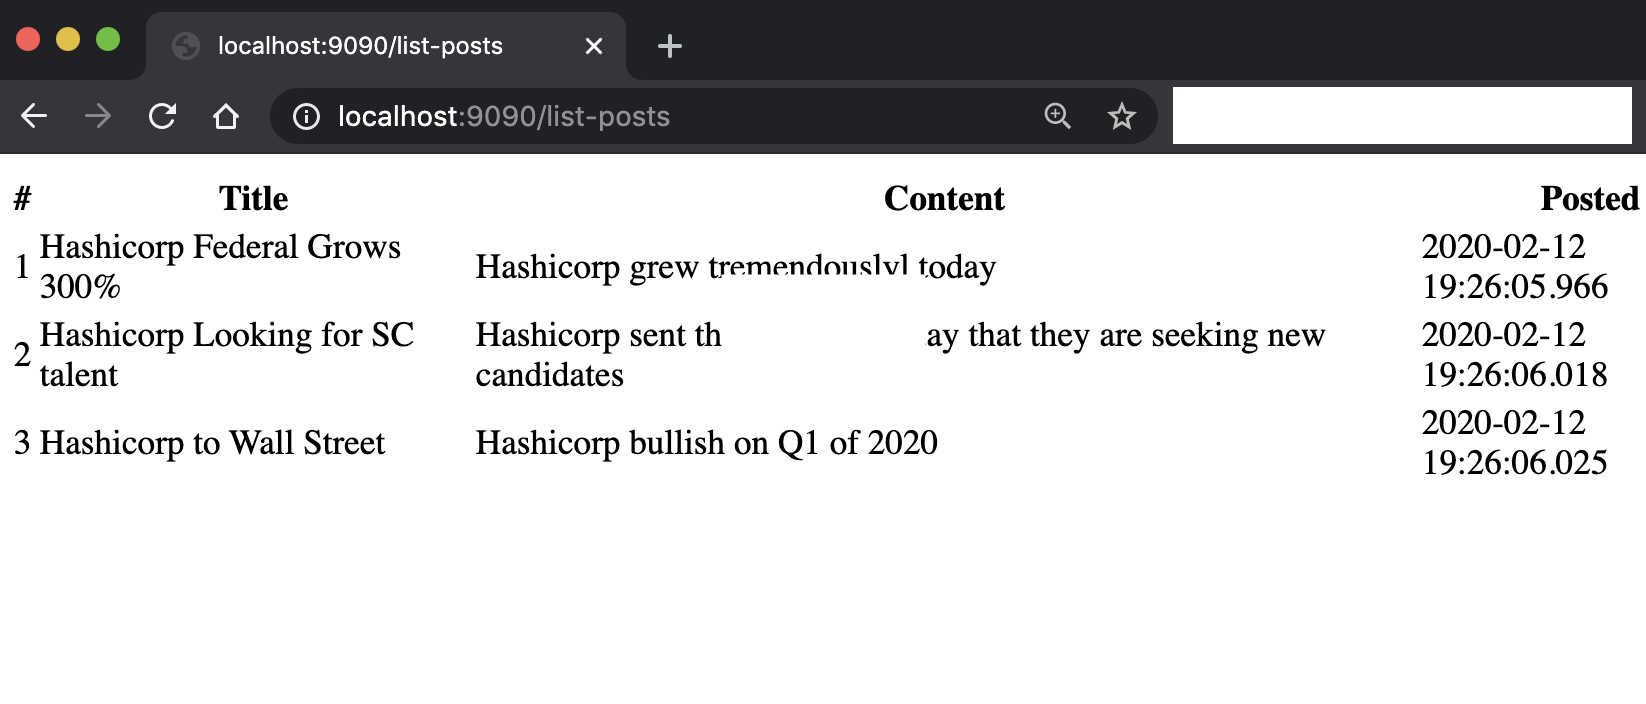 localhost:9090/list-posts
localhost:9090/list-posts
# Title Content Posted
1 Hashicorp Federal Grows 300% Hashicorp grew tremendouslyl today 2020-02-12 19:26:05.966
2 Hashicorp Looking for SC talent Hashicorp sent that they are seeking new candidates 2020-02-12 19:26:06.018
3 Hashicorp to Wall Street Hashicorp bullish on Q1 of 2020 2020-02-12 19:26:06.025